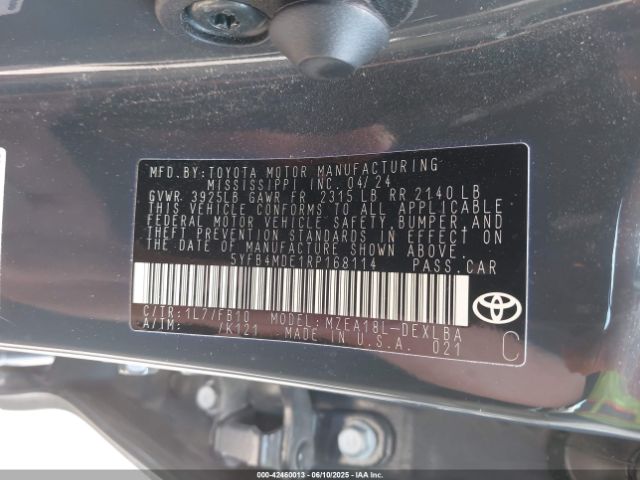 MFD.BY:TOYOTA MOTOR MANUFACTURING
MISSISSIPPI INC. 04/24
GVWR 3925LB GAWR FR 2315 LB RR 2140 LB
THIS VEHICLE CONFORMS TO ALL APPLICABLE
FEDERAL MOTOR VEHICLE SAFETY BUMPER,AND
THEFT PREVENTION STANDARDS IN EFFECT ON
THE DATE OF MANUFACTURE SHOWN ABOVE.
5YFB4MDE1RP168114 PASS.CAR
C/TR: 1L7/FB10 MODEL: MZEA18L-DEXLBA
A/TM: /K121 MADE IN U.S.A. 021
C
000-42460013 - 06/10/2025 - COPYRIGHT IAA, LLC.